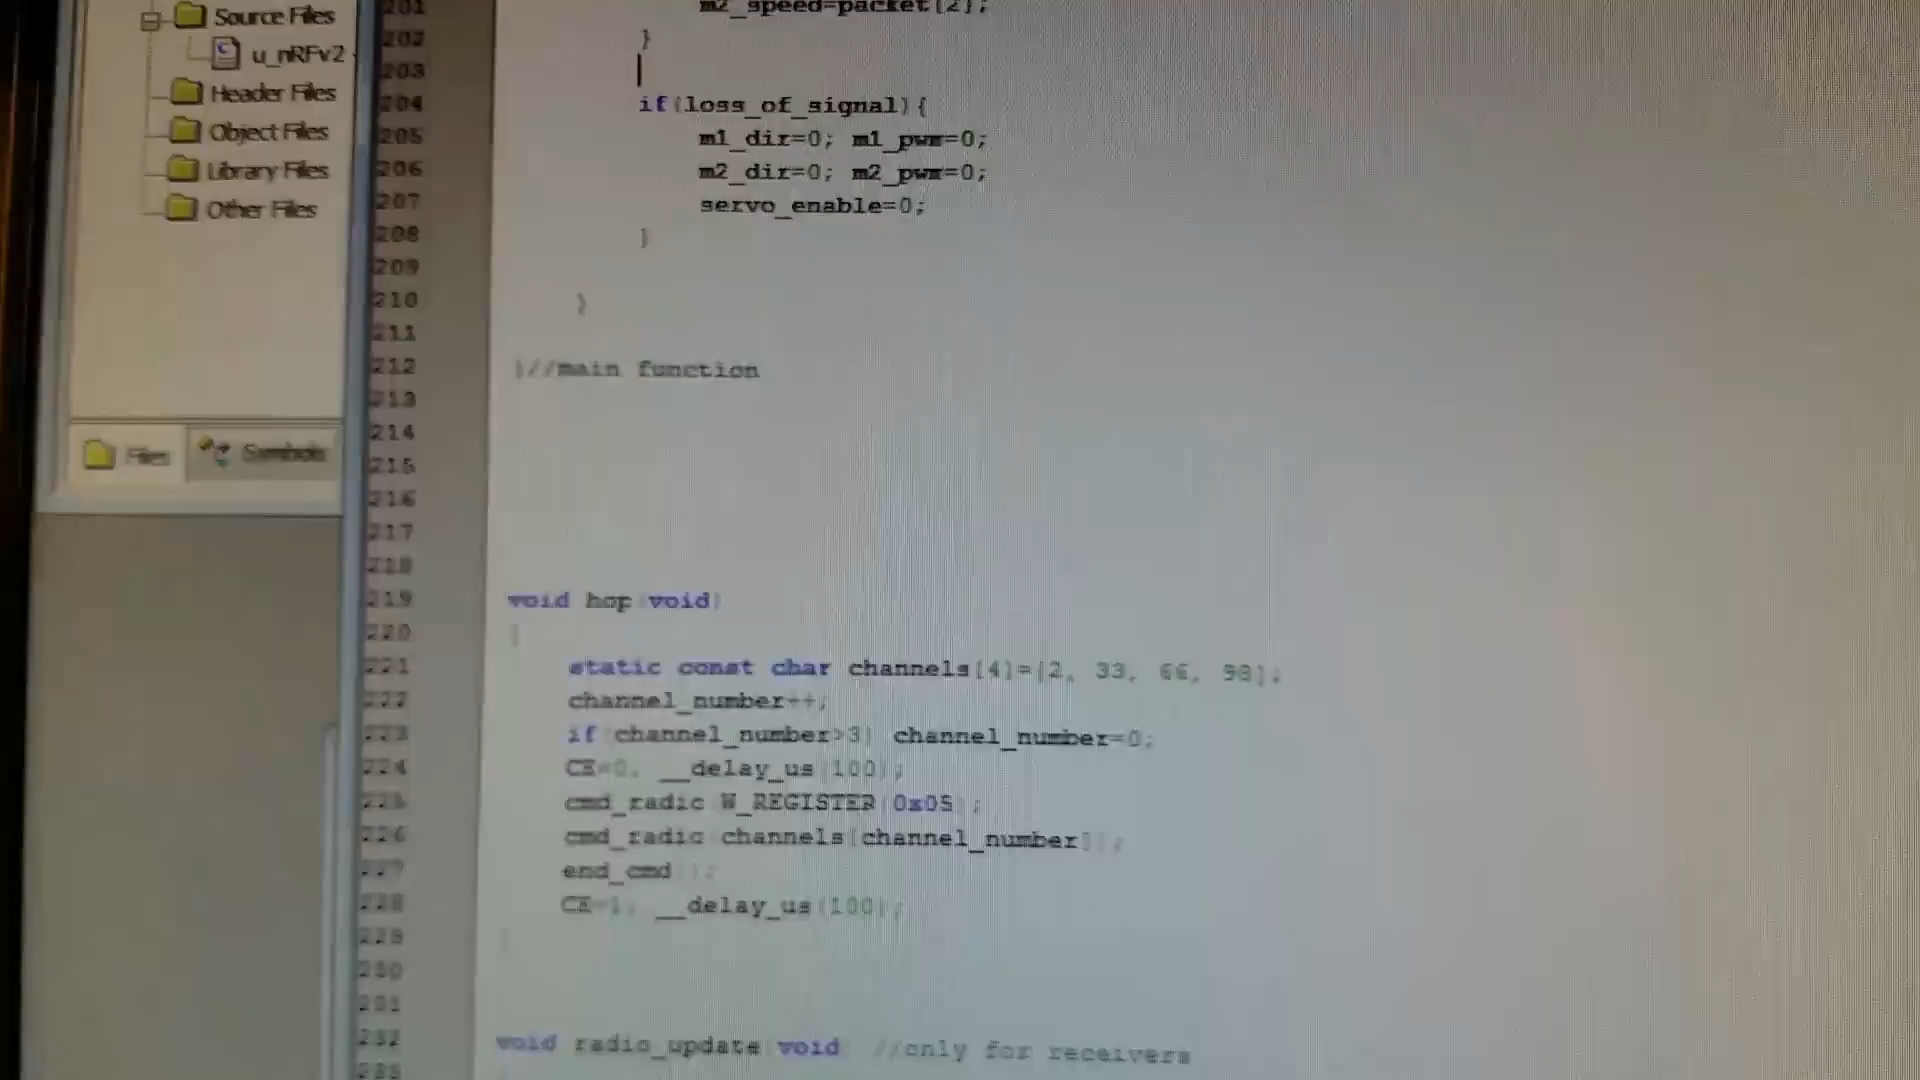 Source Files
u_nRFv2
Header Files
Object Files
Library Files
Other Files
Files
Symbols
201 m2_speed=packet[2];
202 }
203
204 if(loss_of_signal){
205 m1_dir=0; m1_pwm=0;
206 m2_dir=0; m2_pwm=0;
207 servo_enable=0;
208 }
209
210 }
211
212 }//main function
213
214
215
216
217
218
219 void hop(void)
220 {
221 static const char channels[4]={2, 33, 66, 98};
222 channel_number++;
223 if(channel_number>3) channel_number=0;
224 CE=0; __delay_us(100);
225 cmd_radio(W_REGISTER(0x05));
226 cmd_radio(channels[channel_number]);
227 end_cmd();
228 CE=1; __delay_us(100);
229
230
231
232 void radio_update(void) //only for receivers
233